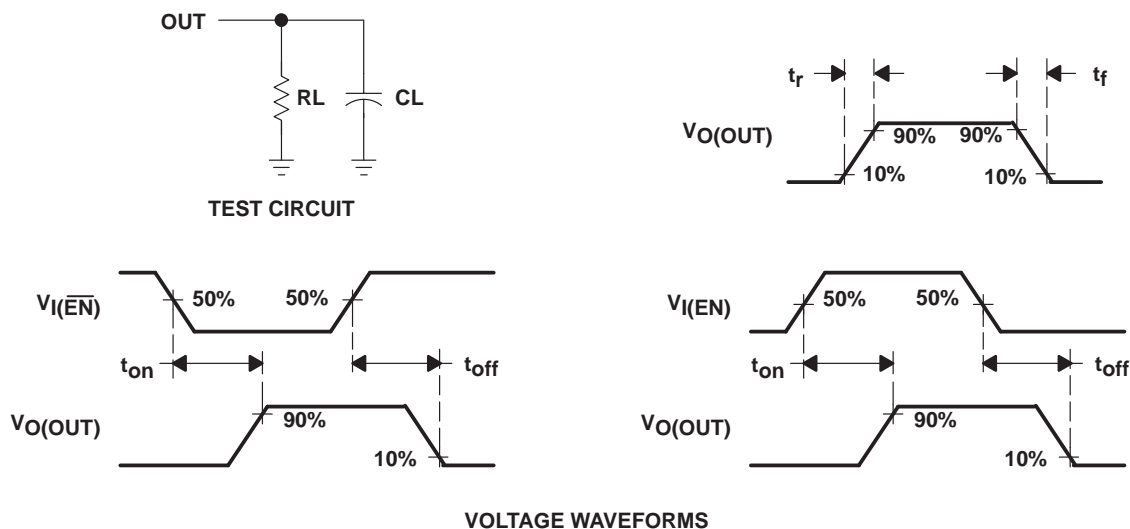 OUT
RL
CL
TEST CIRCUIT
tr
tf
VO(OUT)
90%
90%
10%
10%
VI(E̅N̅)
50%
50%
ton
toff
VO(OUT)
90%
10%
VI(EN)
50%
50%
ton
toff
VO(OUT)
90%
10%
VOLTAGE WAVEFORMS